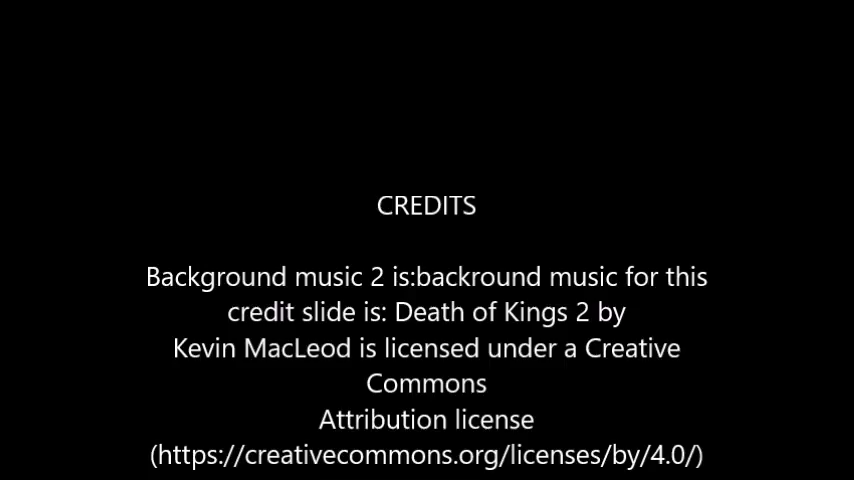 CREDITS
Background music 2 is:backround music for this
credit slide is: Death of Kings 2 by
Kevin MacLeod is licensed under a Creative
Commons
Attribution license
(https://creativecommons.org/licenses/by/4.0/)